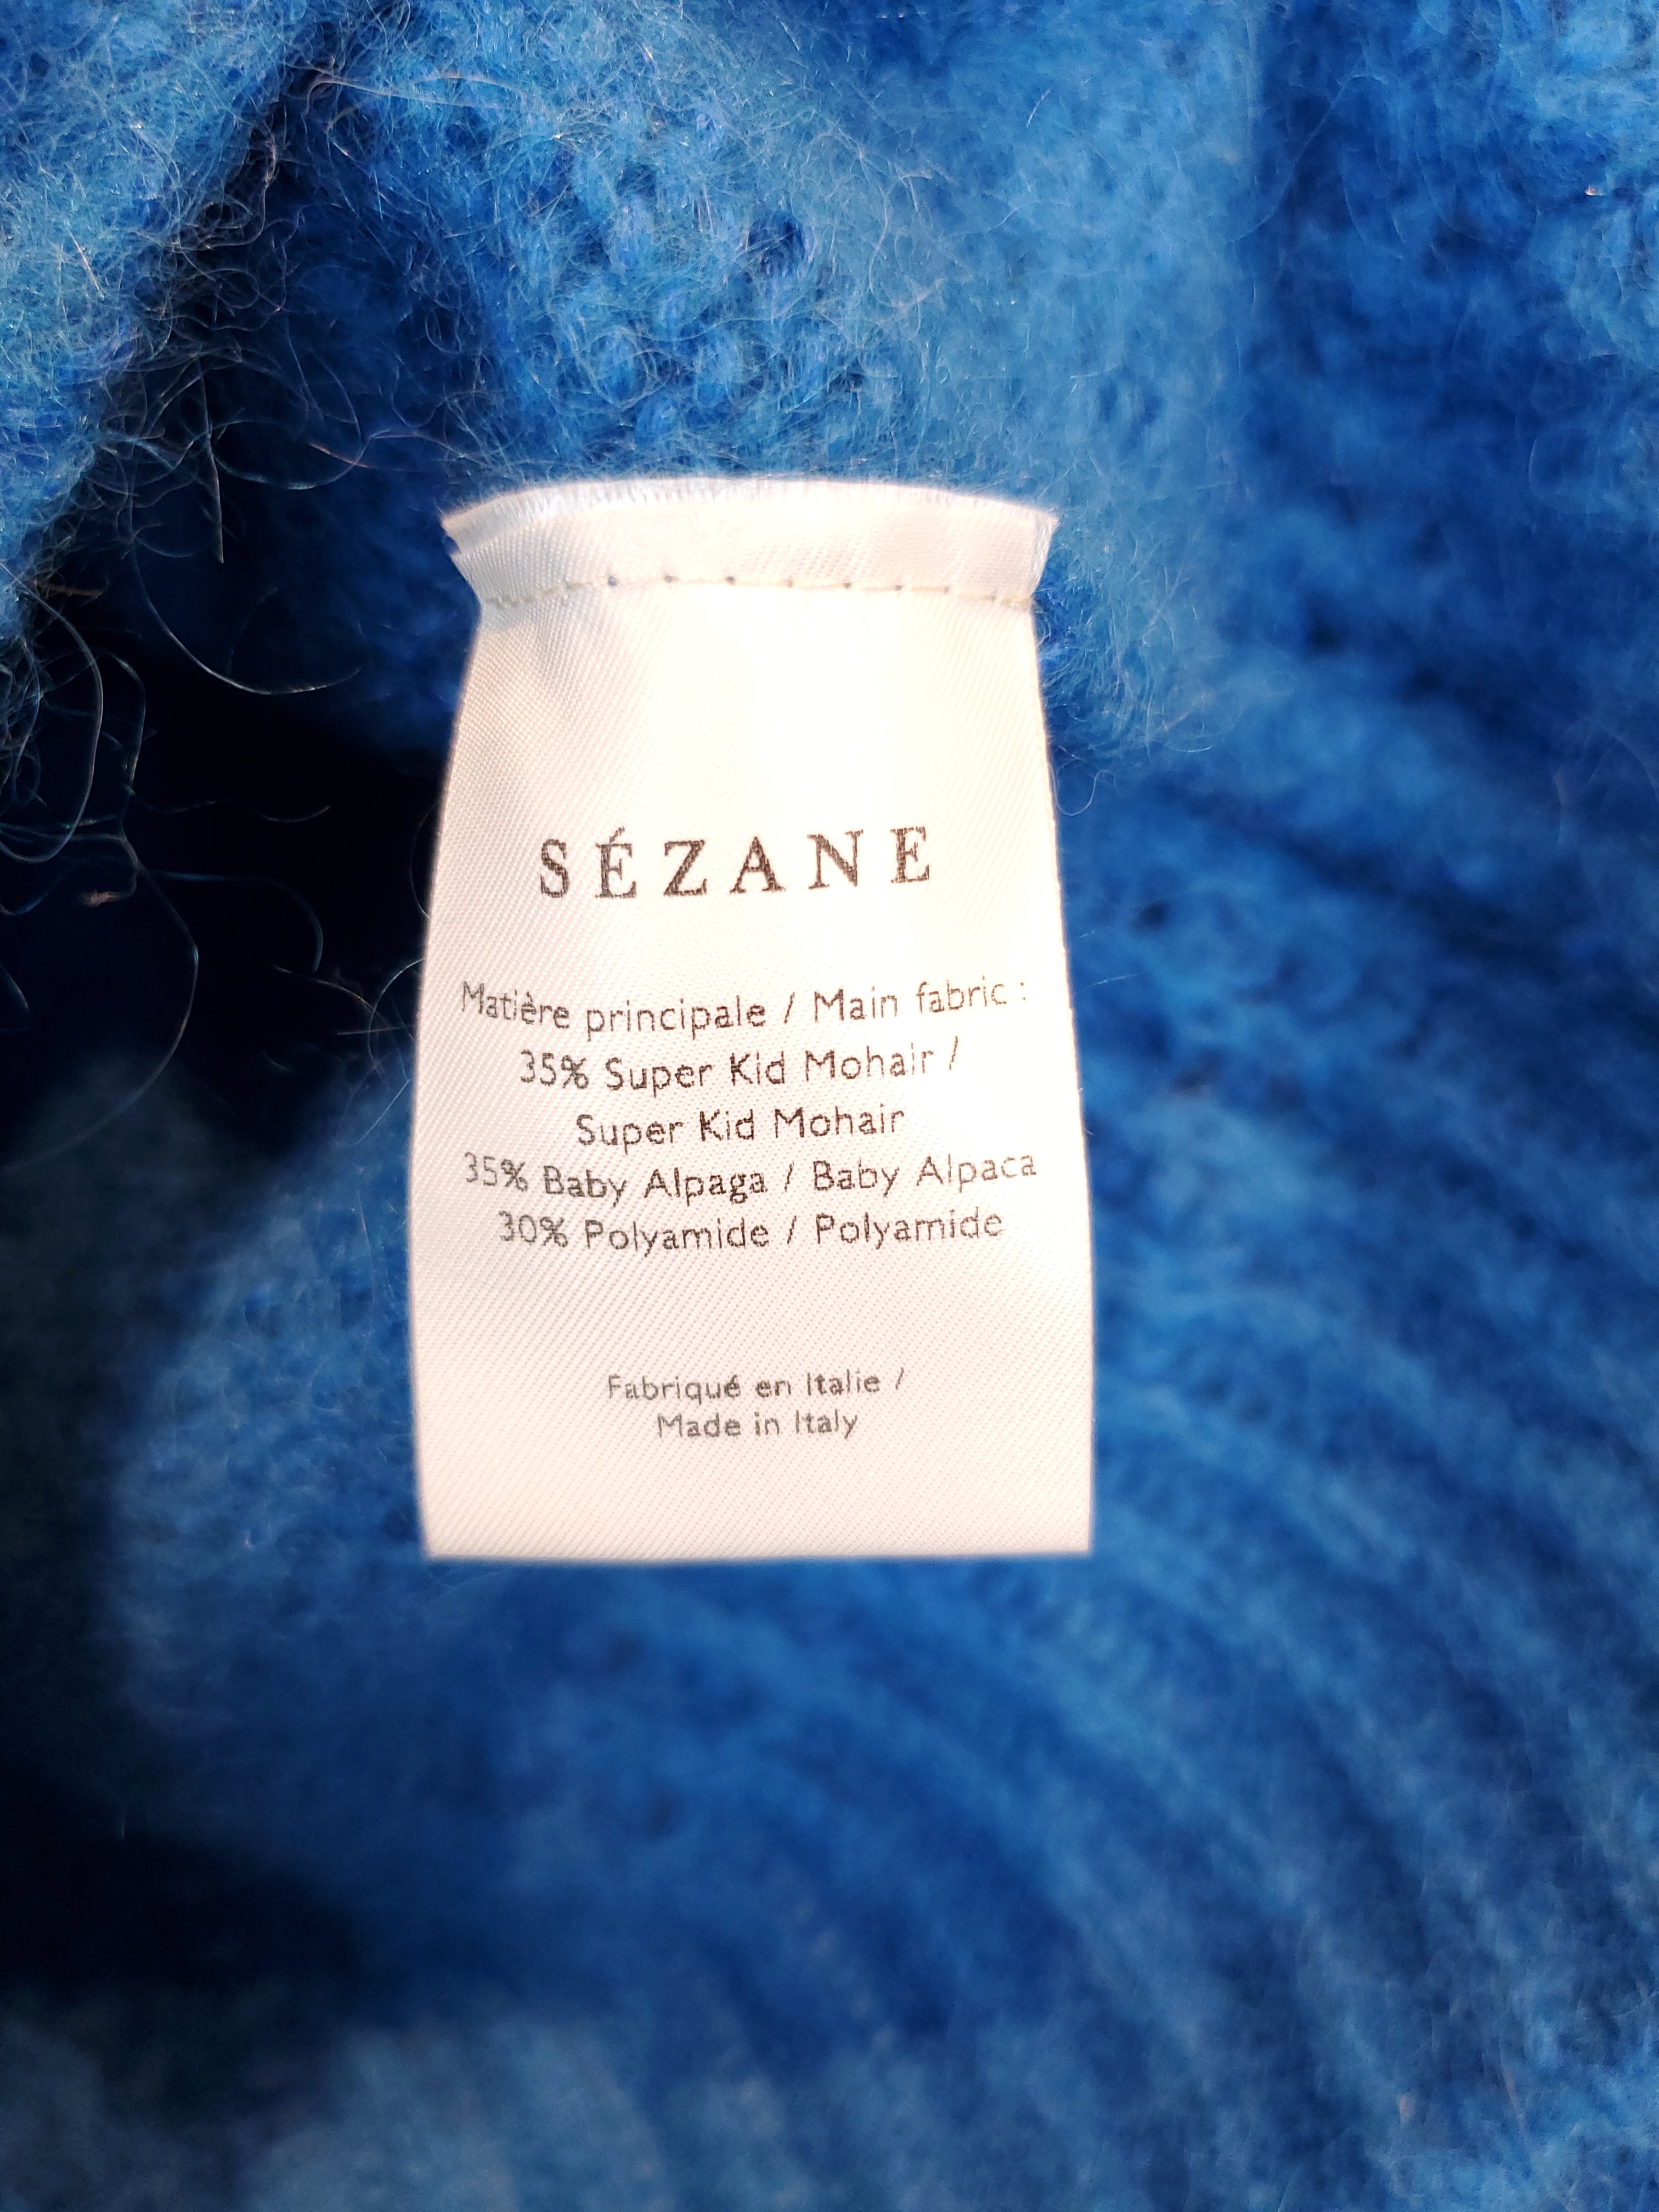 SÉZANE
Matière principale / Main fabric :
35% Super Kid Mohair /
Super Kid Mohair
35% Baby Alpaga / Baby Alpaca
30% Polyamide / Polyamide
Fabriqué en Italie /
Made in Italy